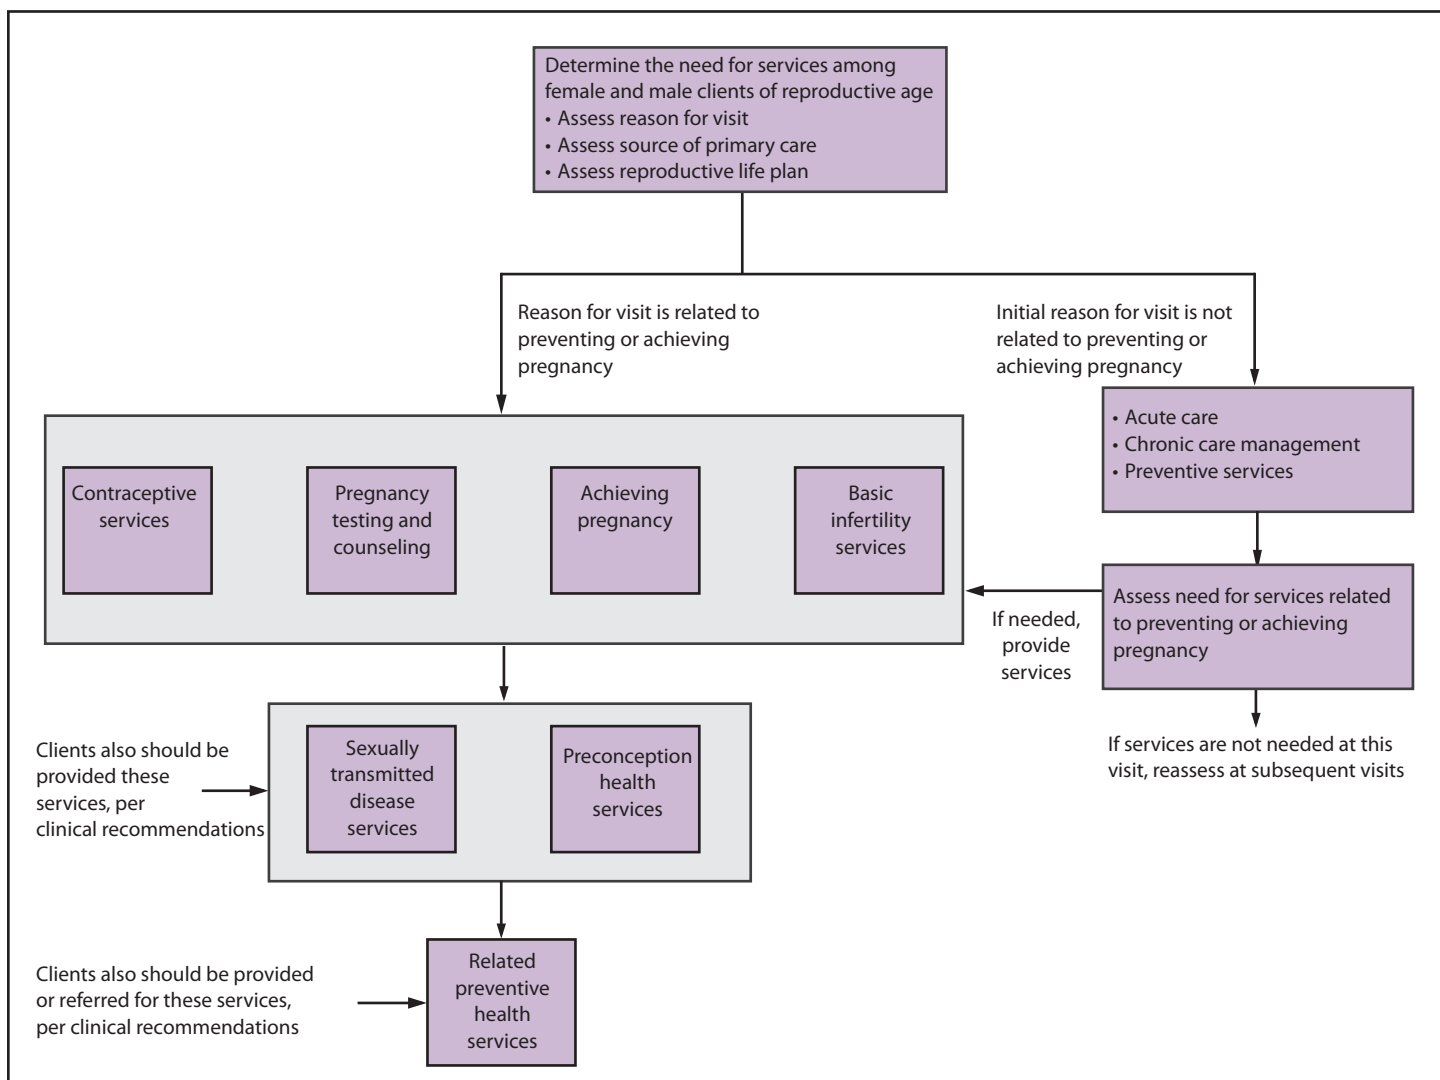 Determine the need for services among
female and male clients of reproductive age
• Assess reason for visit
• Assess source of primary care
• Assess reproductive life plan
Reason for visit is related to
preventing or achieving
pregnancy
Initial reason for visit is not
related to preventing or
achieving pregnancy
• Acute care
• Chronic care management
• Preventive services
Contraceptive
services
Pregnancy
testing and
counseling
Achieving
pregnancy
Basic
infertility
services
Assess need for services related
to preventing or achieving
pregnancy
If needed,
provide
services
If services are not needed at this
visit, reassess at subsequent visits
Clients also should be
provided these
services, per
clinical recommendations
Sexually
transmitted
disease
services
Preconception
health
services
Clients also should be provided
or referred for these services,
per clinical recommendations
Related
preventive
health
services